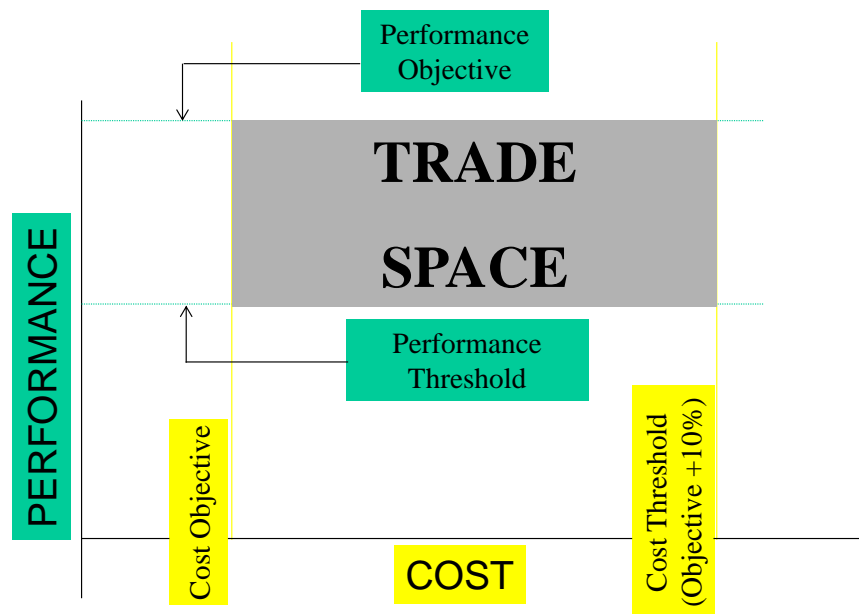 Performance
Objective
TRADE
SPACE
Performance
Threshold
PERFORMANCE
Cost Objective
Cost Threshold
(Objective +10%)
COST